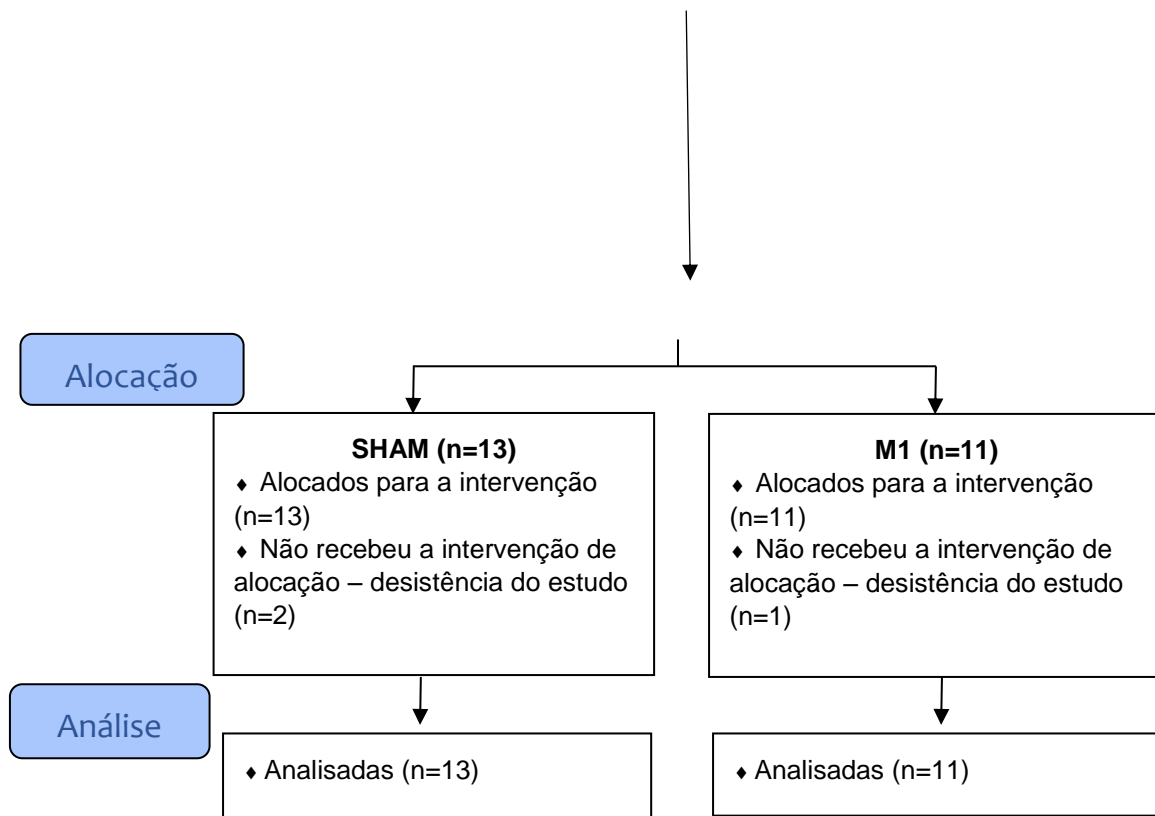 Alocação
SHAM (n=13)
♦ Alocados para a intervenção
(n=13)
♦ Não recebeu a intervenção de
alocação – desistência do estudo
(n=2)
M1 (n=11)
♦ Alocados para a intervenção
(n=11)
♦ Não recebeu a intervenção de
alocação – desistência do estudo
(n=1)
Análise
♦ Analisadas (n=13)
♦ Analisadas (n=11)